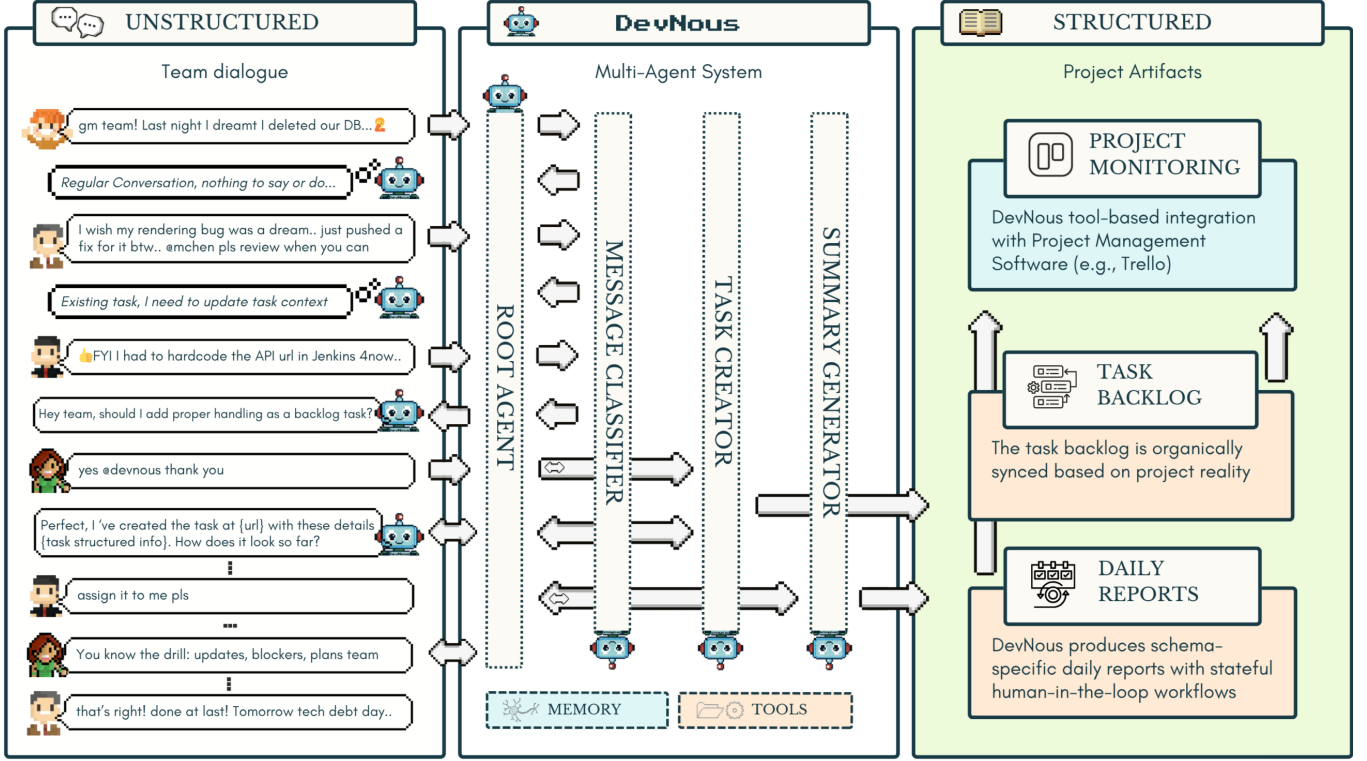 UNSTRUCTURED
Team dialogue
gm team! Last night I dreamt I deleted our DB...🤦
Regular Conversation, nothing to say or do...
I wish my rendering bug was a dream.. just pushed a
fix for it btw.. @mchen pls review when you can
Existing task, I need to update task context
👍FYI I had to hardcode the API url in Jenkins 4now..
Hey team, should I add proper handling as a backlog task?
yes @devnous thank you
Perfect, I 've created the task at {url} with these details
{task structured info}. How does it look so far?
assign it to me pls
You know the drill: updates, blockers, plans team
that's right! done at last! Tomorrow tech debt day..
DevNous
Multi-Agent System
ROOT AGENT
MESSAGE CLASSIFIER
TASK CREATOR
SUMMARY GENERATOR
MEMORY
TOOLS
STRUCTURED
Project Artifacts
PROJECT
MONITORING
DevNous tool-based integration
with Project Management
Software (e.g., Trello)
TASK
BACKLOG
The task backlog is organically
synced based on project reality
DAILY
REPORTS
DevNous produces schema-
specific daily reports with stateful
human-in-the-loop workflows